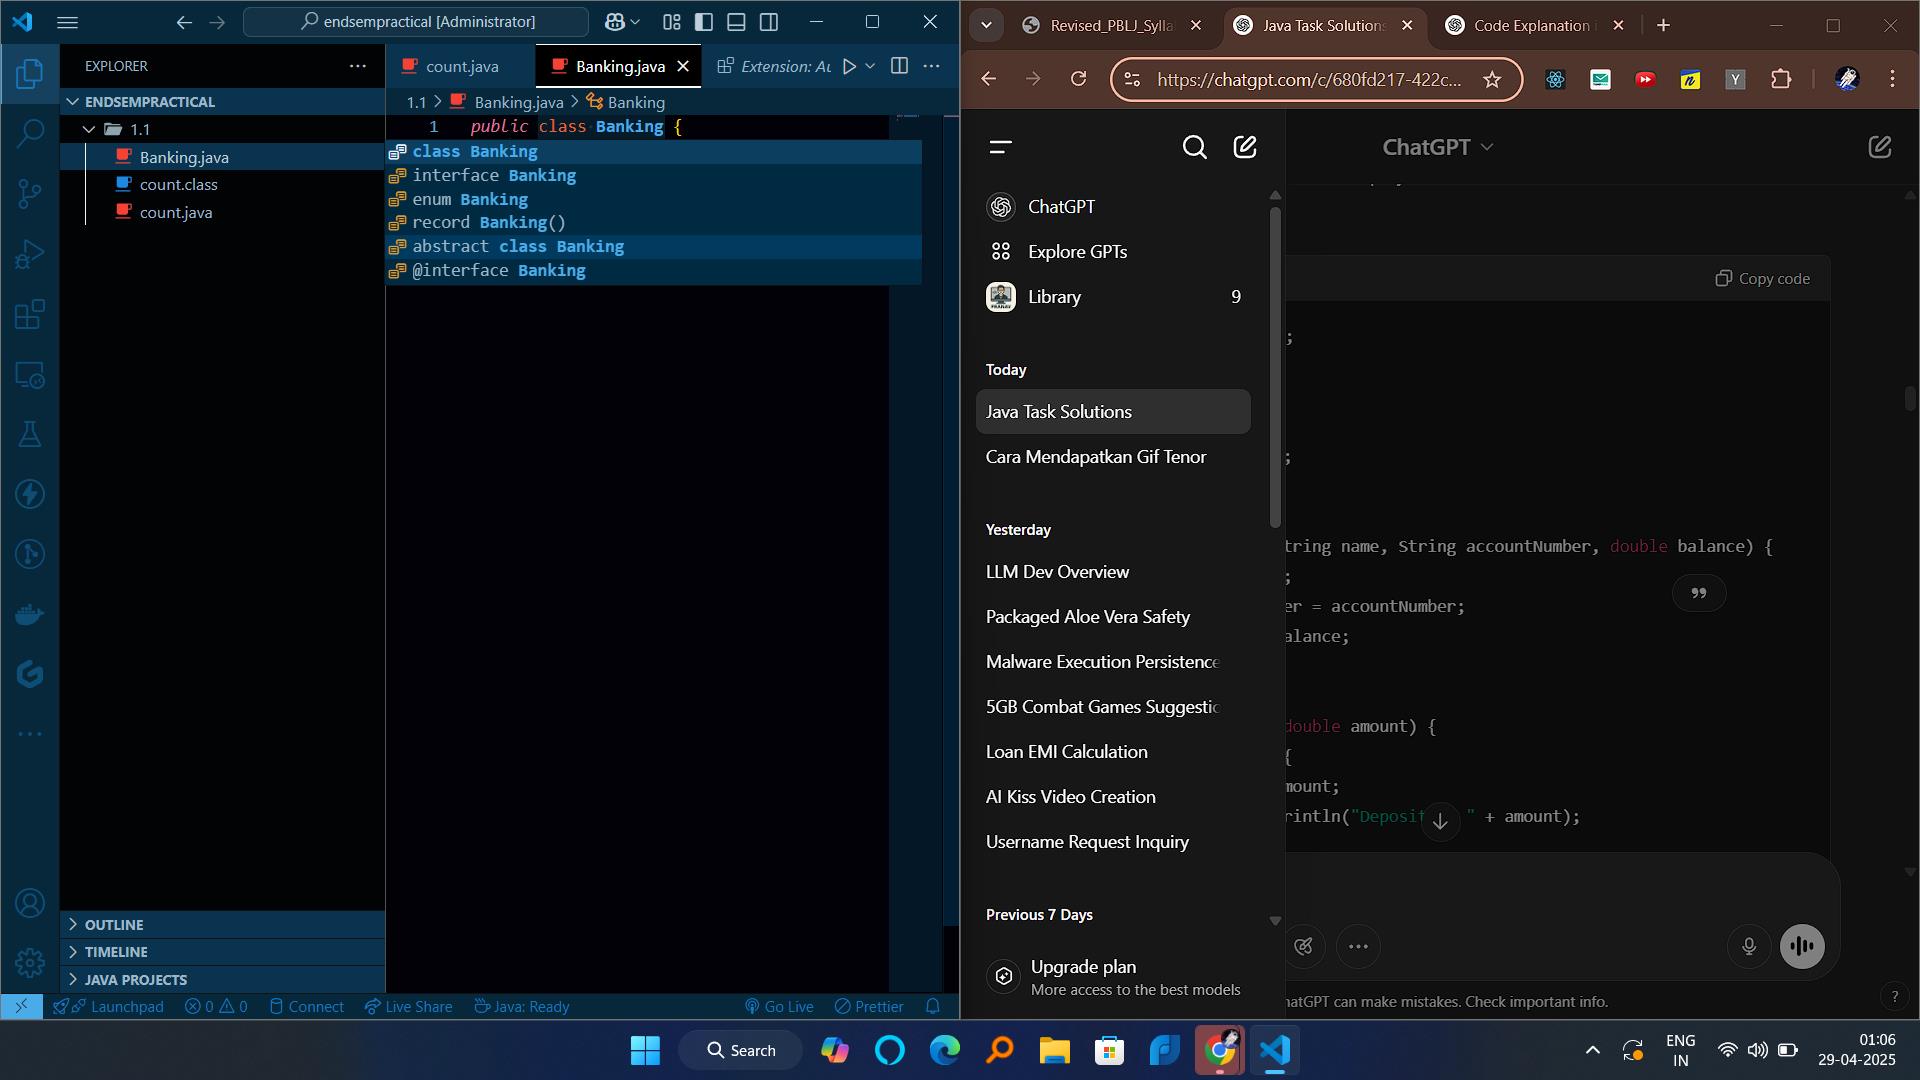 endsempractical [Administrator]
EXPLORER
ENDSEMPRACTICAL
1.1
Banking.java
count.class
count.java
OUTLINE
TIMELINE
JAVA PROJECTS
count.java
Banking.java
Extension: Au
1.1 > Banking.java > Banking
1 public class Banking {
class Banking
interface Banking
enum Banking
record Banking()
abstract class Banking
@interface Banking
Launchpad
0
0
Connect
Live Share
Java: Ready
Go Live
Prettier
Revised_PBLJ_Sylla
Java Task Solutions
Code Explanation
https://chatgpt.com/c/680fd217-422c...
ChatGPT
Explore GPTs
Library
9
Today
Java Task Solutions
Cara Mendapatkan Gif Tenor
Yesterday
LLM Dev Overview
Packaged Aloe Vera Safety
Malware Execution Persistence
5GB Combat Games Suggestio
Loan EMI Calculation
AI Kiss Video Creation
Username Request Inquiry
Previous 7 Days
Upgrade plan
More access to the best models
ChatGPT
Copy code
;
;
tring name, String accountNumber, double balance) {
;
er = accountNumber;
alance;
double amount) {
{
mount;
rintln("Deposit " + amount);
hatGPT can make mistakes. Check important info.
?
Search
ENG
IN
01:06
29-04-2025